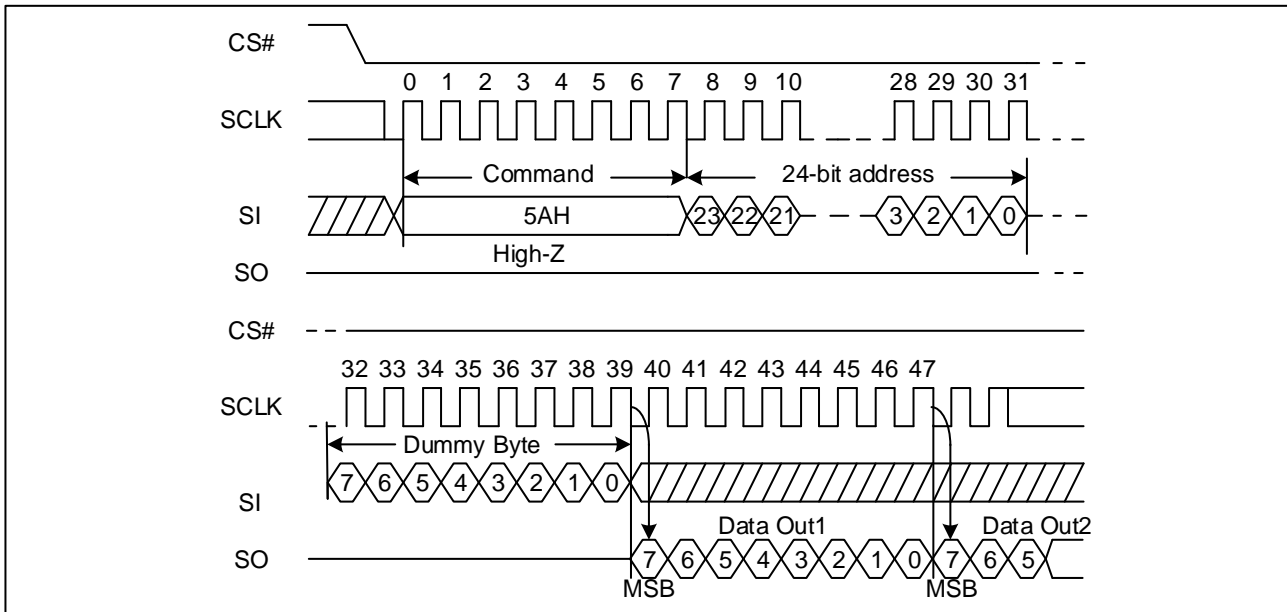 CS#
0 1 2 3 4 5 6 7 8 9 10 28 29 30 31
SCLK
Command 24-bit address
SI 5AH 23 22 21 3 2 1 0
High-Z
SO
CS#
32 33 34 35 36 37 38 39 40 41 42 43 44 45 46 47
SCLK
Dummy Byte
7 6 5 4 3 2 1 0
SI
Data Out1 Data Out2
SO 7 6 5 4 3 2 1 0 7 6 5
MSB MSB